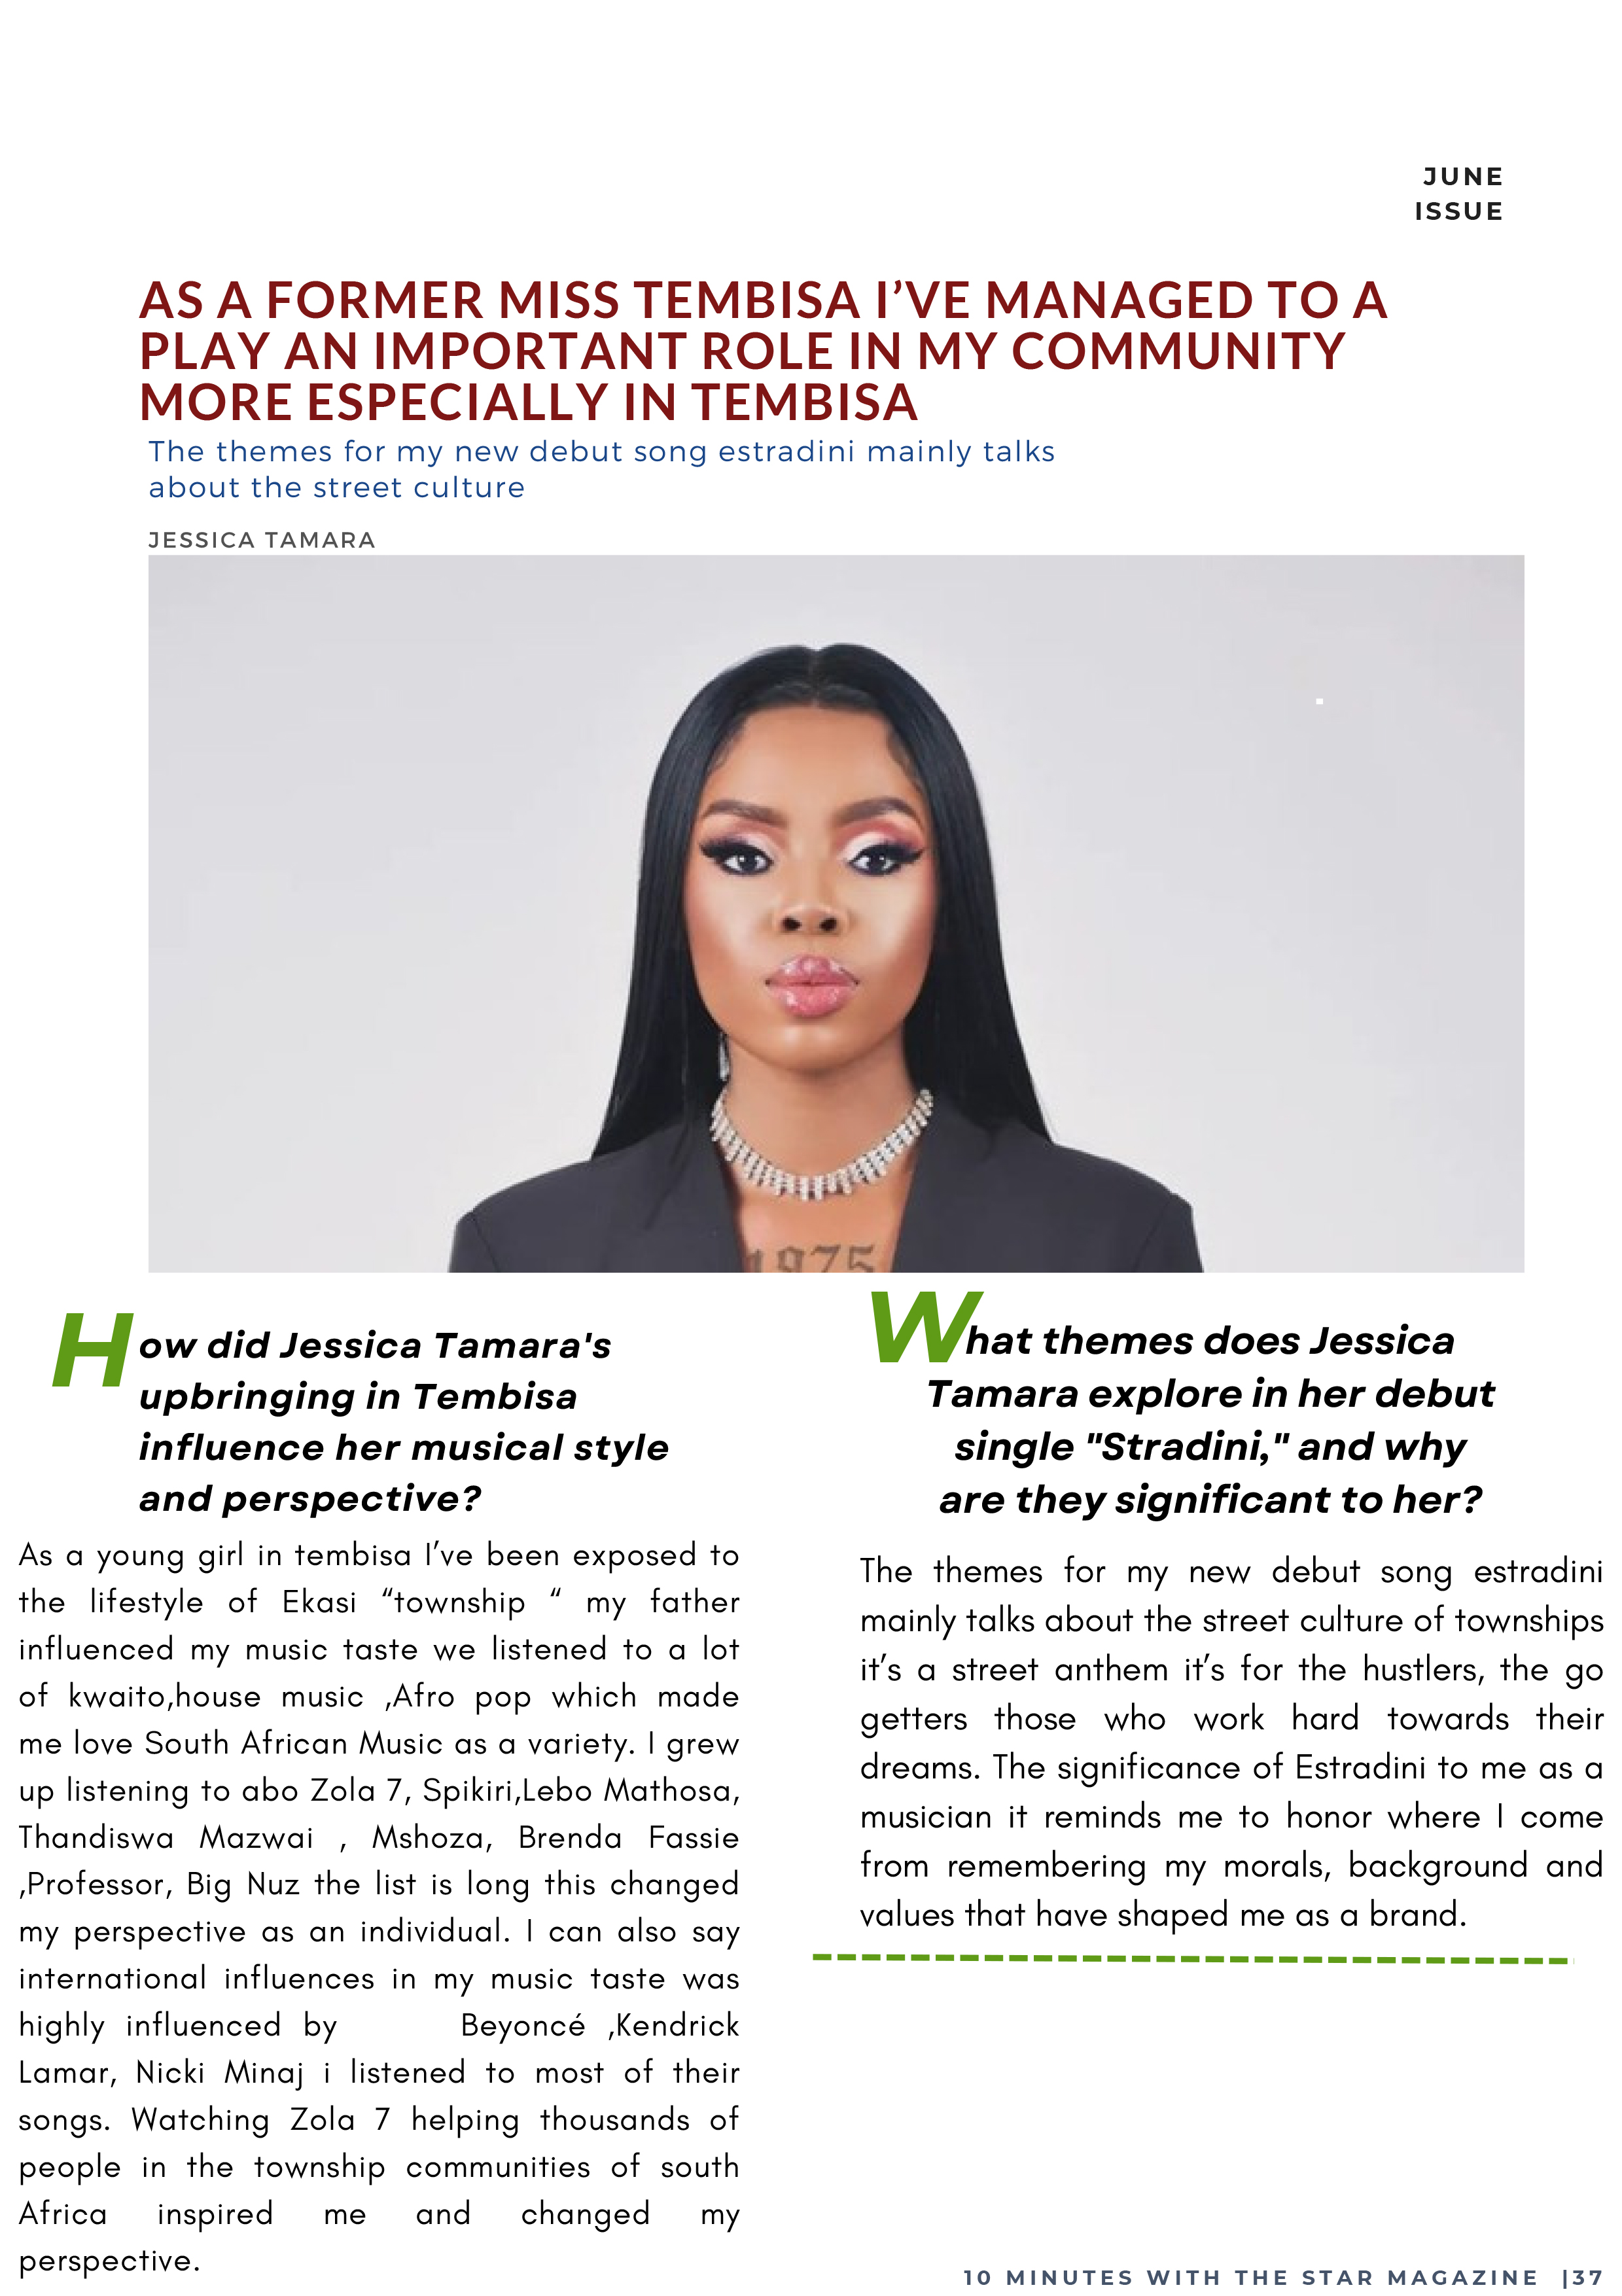 JUNE
ISSUE
AS A FORMER MISS TEMBISA I’VE MANAGED TO A
PLAY AN IMPORTANT ROLE IN MY COMMUNITY
MORE ESPECIALLY IN TEMBISA
The themes for my new debut song estradini mainly talks
about the street culture
JESSICA TAMARA
1975
How did Jessica Tamara's
upbringing in Tembisa
influence her musical style
and perspective?
As a young girl in tembisa I’ve been exposed to
the lifestyle of Ekasi “township “ my father
influenced my music taste we listened to a lot
of kwaito,house music ,Afro pop which made
me love South African Music as a variety. I grew
up listening to abo Zola 7, Spikiri,Lebo Mathosa,
Thandiswa Mazwai , Mshoza, Brenda Fassie
,Professor, Big Nuz the list is long this changed
my perspective as an individual. I can also say
international influences in my music taste was
highly influenced by Beyoncé ,Kendrick
Lamar, Nicki Minaj i listened to most of their
songs. Watching Zola 7 helping thousands of
people in the township communities of south
Africa inspired me and changed my
perspective.
What themes does Jessica
Tamara explore in her debut
single "Stradini," and why
are they significant to her?
The themes for my new debut song estradini
mainly talks about the street culture of townships
it’s a street anthem it’s for the hustlers, the go
getters those who work hard towards their
dreams. The significance of Estradini to me as a
musician it reminds me to honor where I come
from remembering my morals, background and
values that have shaped me as a brand.
10 MINUTES WITH THE STAR MAGAZINE |37